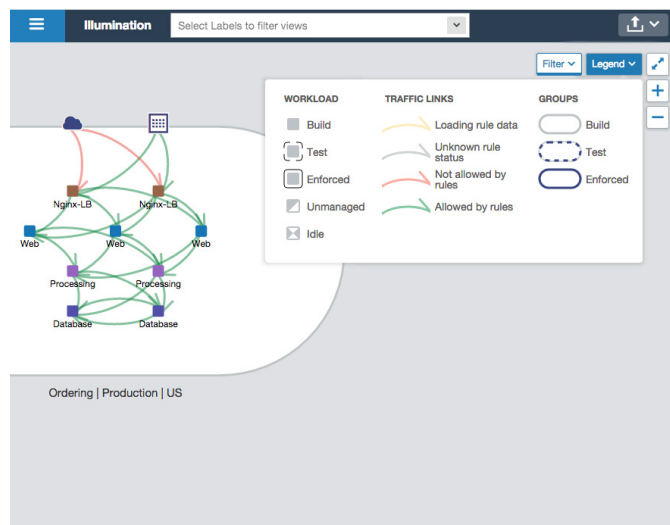 Illumination
Select Labels to filter views
Filter
Legend
WORKLOAD TRAFFIC LINKS GROUPS
Build Loading rule data Build
Test Unknown rule status Test
Enforced Not allowed by rules Enforced
Unmanaged Allowed by rules
Idle
Nginx-LB Nginx-LB
Web Web Web
Processing Processing
Database Database
Ordering | Production | US